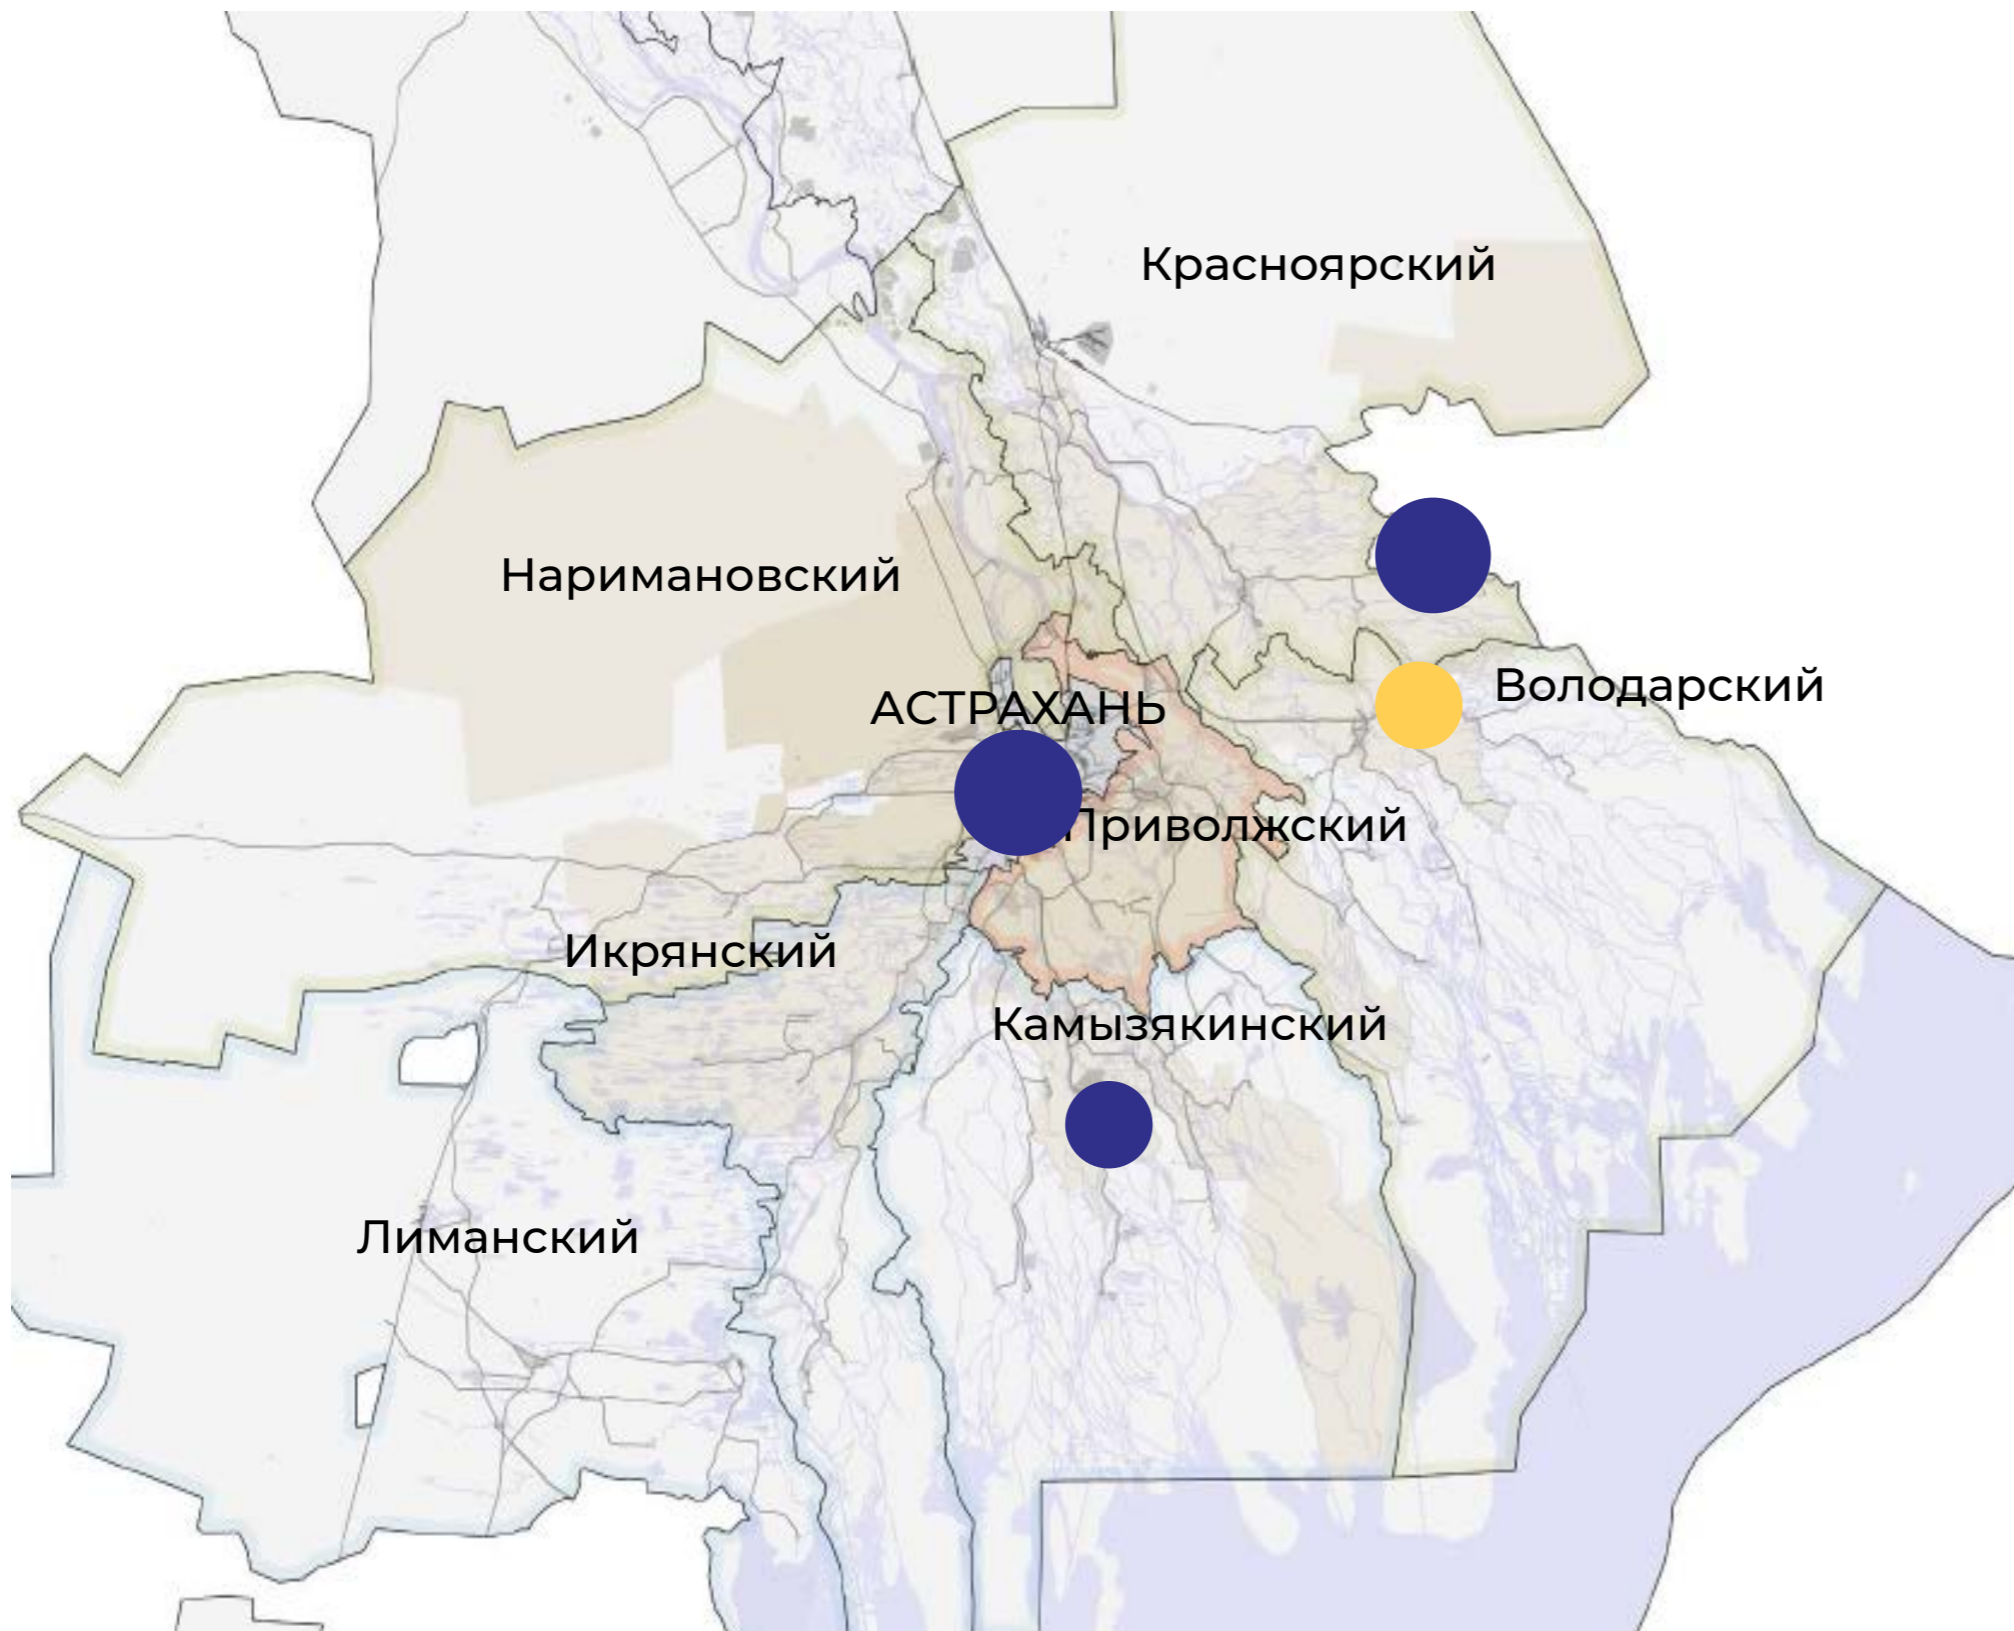 Красноярский
Наримановский
Володарский
АСТРАХАНЬ
Приволжский
Икрянский
Камызякинский
Лиманский